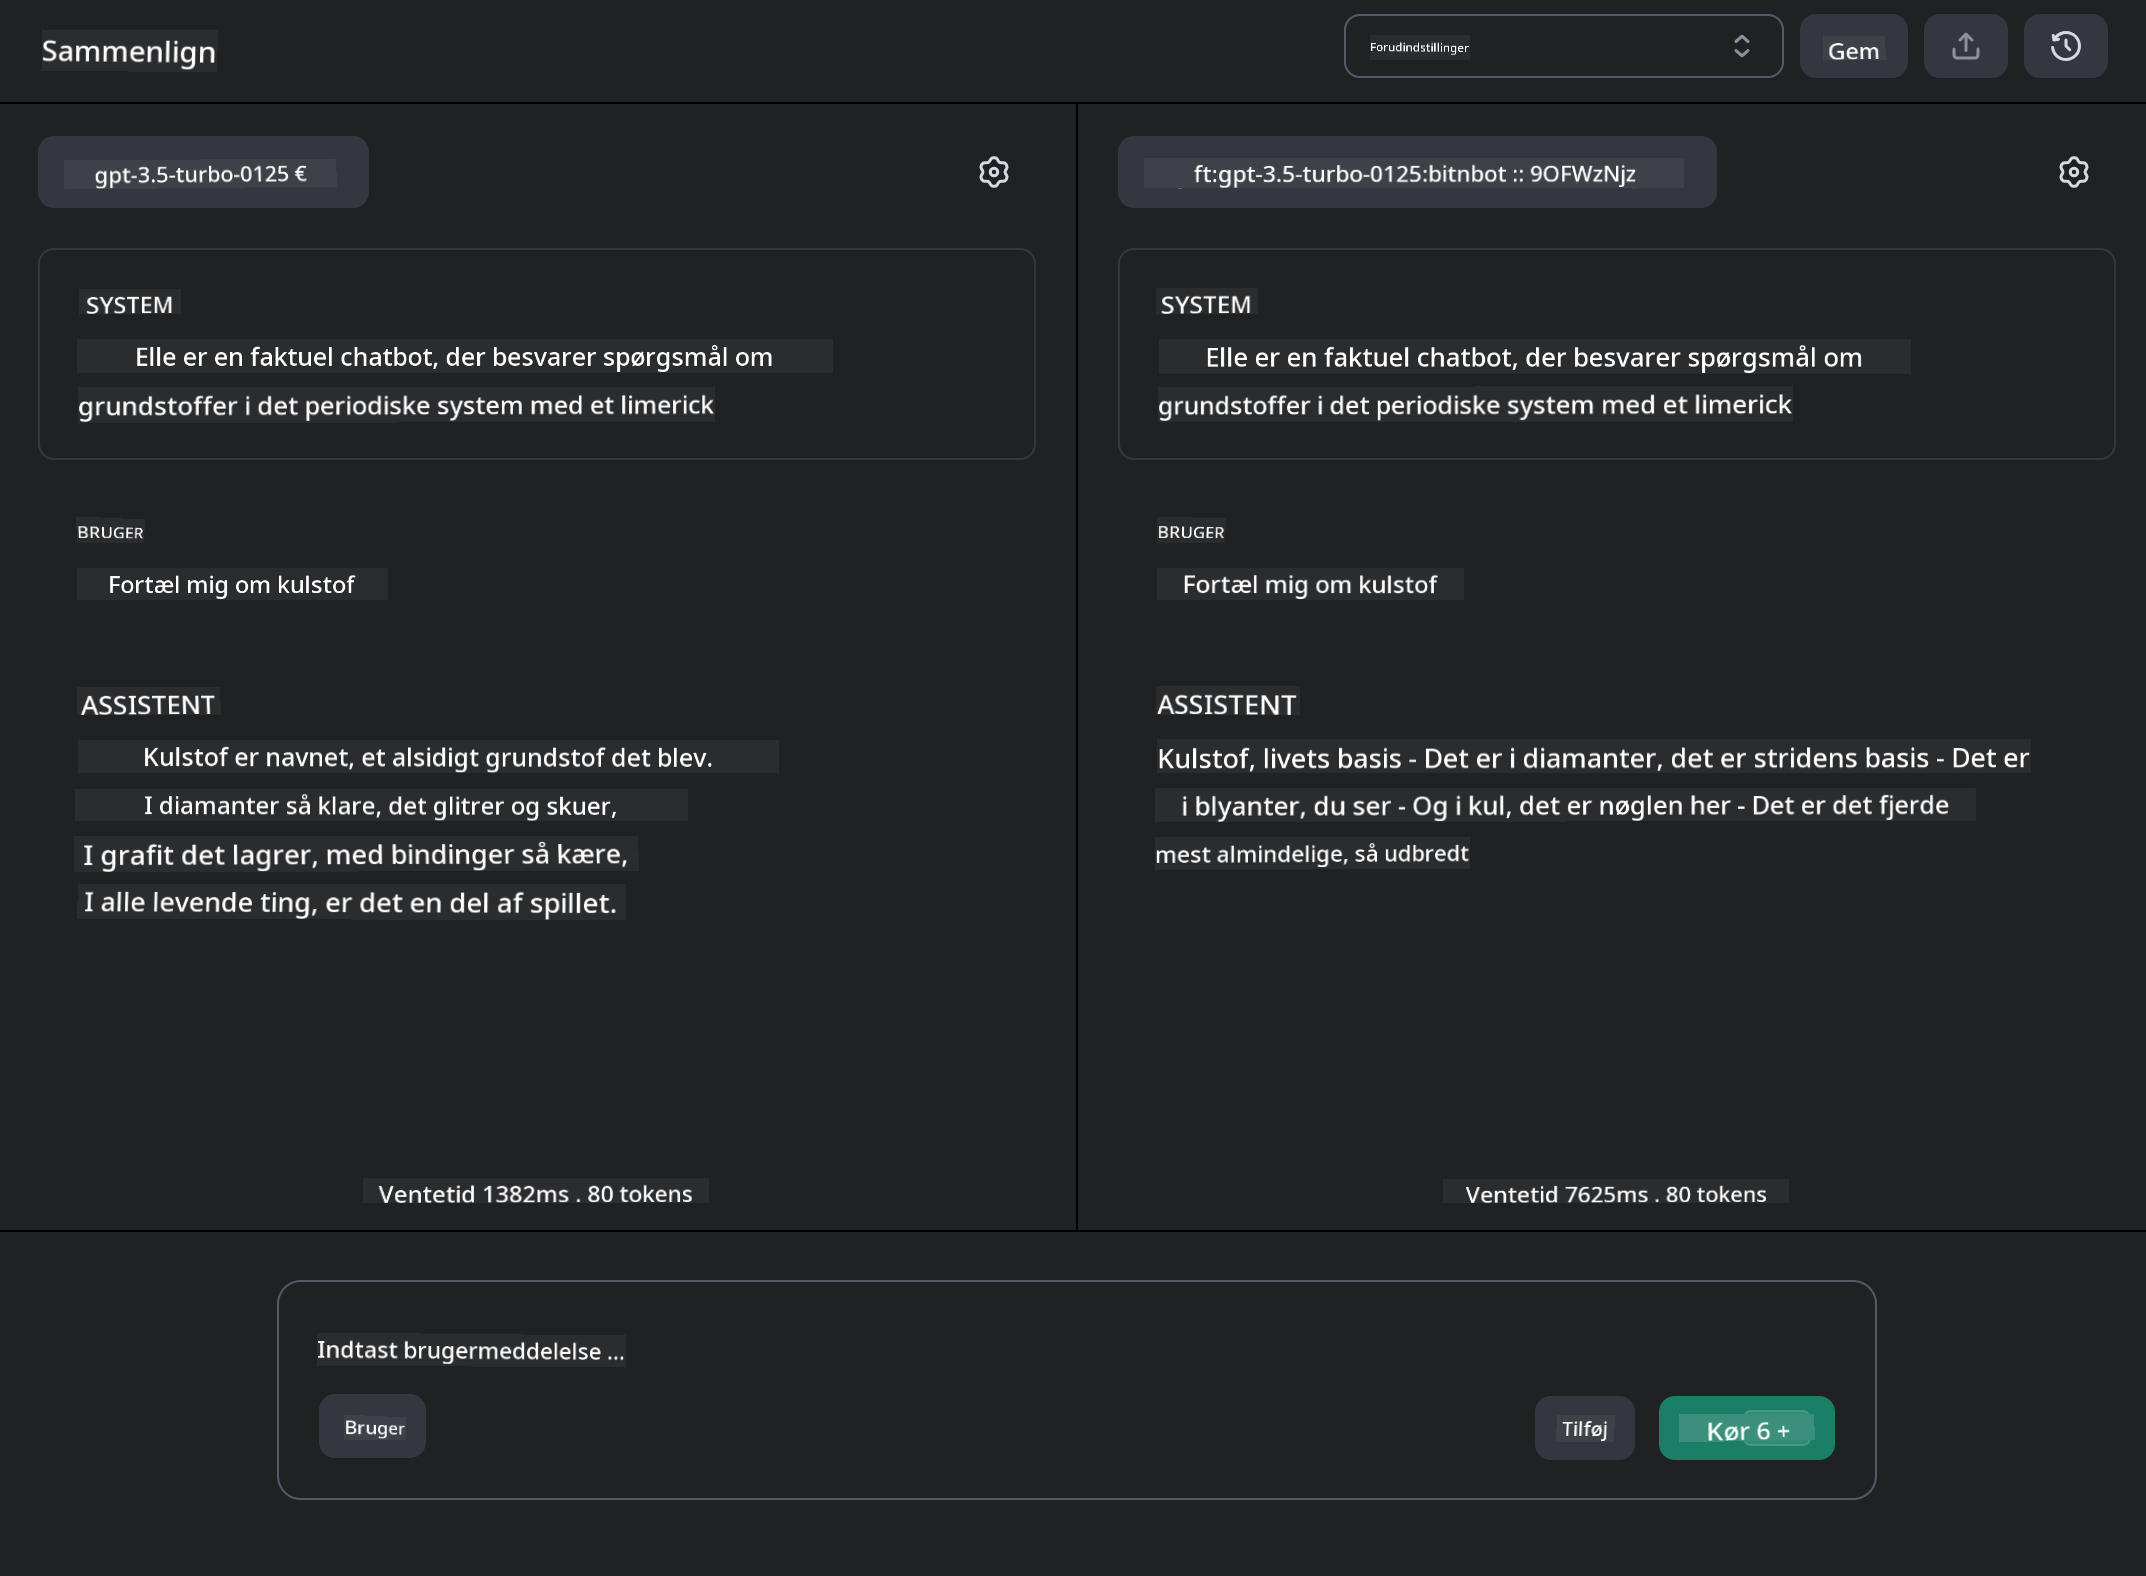 Sammenlign
Forudindstillinger
Gem
gpt-3.5-turbo-0125 €
SYSTEM
Elle er en faktuel chatbot, der besvarer spørgsmål om
grundstoffer i det periodiske system med et limerick
BRUGER
Fortæl mig om kulstof
ASSISTENT
Kulstof er navnet, et alsidigt grundstof det blev.
I diamanter så klare, det glitrer og skuer,
I grafit det lagrer, med bindinger så kære,
I alle levende ting, er det en del af spillet.
Ventetid 1382ms . 80 tokens
ft:gpt-3.5-turbo-0125:bitnbot :: 9OFWzNjz
SYSTEM
Elle er en faktuel chatbot, der besvarer spørgsmål om
grundstoffer i det periodiske system med et limerick
BRUGER
Fortæl mig om kulstof
ASSISTENT
Kulstof, livets basis - Det er i diamanter, det er stridens basis - Det er
i blyanter, du ser - Og i kul, det er nøglen her - Det er det fjerde
mest almindelige, så udbredt
Ventetid 7625ms . 80 tokens
Indtast brugermeddelelse ...
Bruger
Tilføj
Kør 6 +